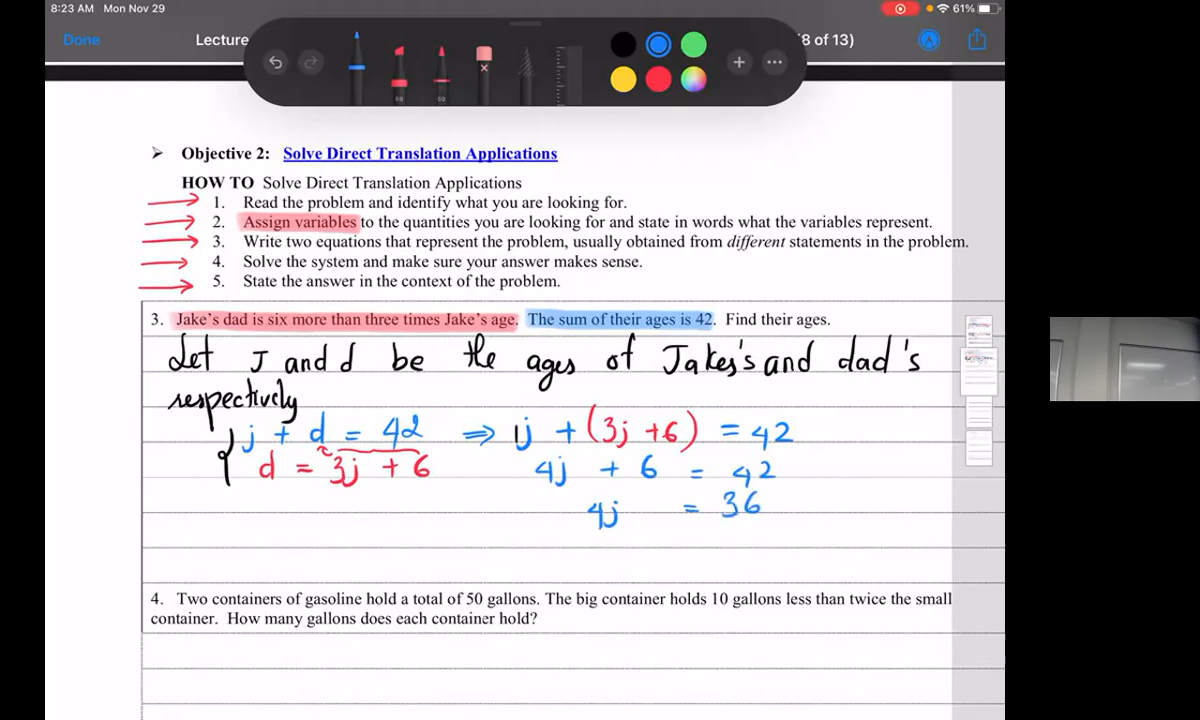 8:23 AM Mon Nov 29
61%
Done
Lecture
(8 of 13)
➢ Objective 2: Solve Direct Translation Applications
HOW TO Solve Direct Translation Applications
1. Read the problem and identify what you are looking for.
2. Assign variables to the quantities you are looking for and state in words what the variables represent.
3. Write two equations that represent the problem, usually obtained from different statements in the problem.
4. Solve the system and make sure your answer makes sense.
5. State the answer in the context of the problem.
3. Jake's dad is six more than three times Jake's age. The sum of their ages is 42. Find their ages.
Let J and d be the ages of Jakes's and dad's
respectively
j + d = 42 ⇒ 1j + (3j + 6) = 42
d = 3j + 6 4j + 6 = 42
4j = 36
4. Two containers of gasoline hold a total of 50 gallons. The big container holds 10 gallons less than twice the small
container. How many gallons does each container hold?